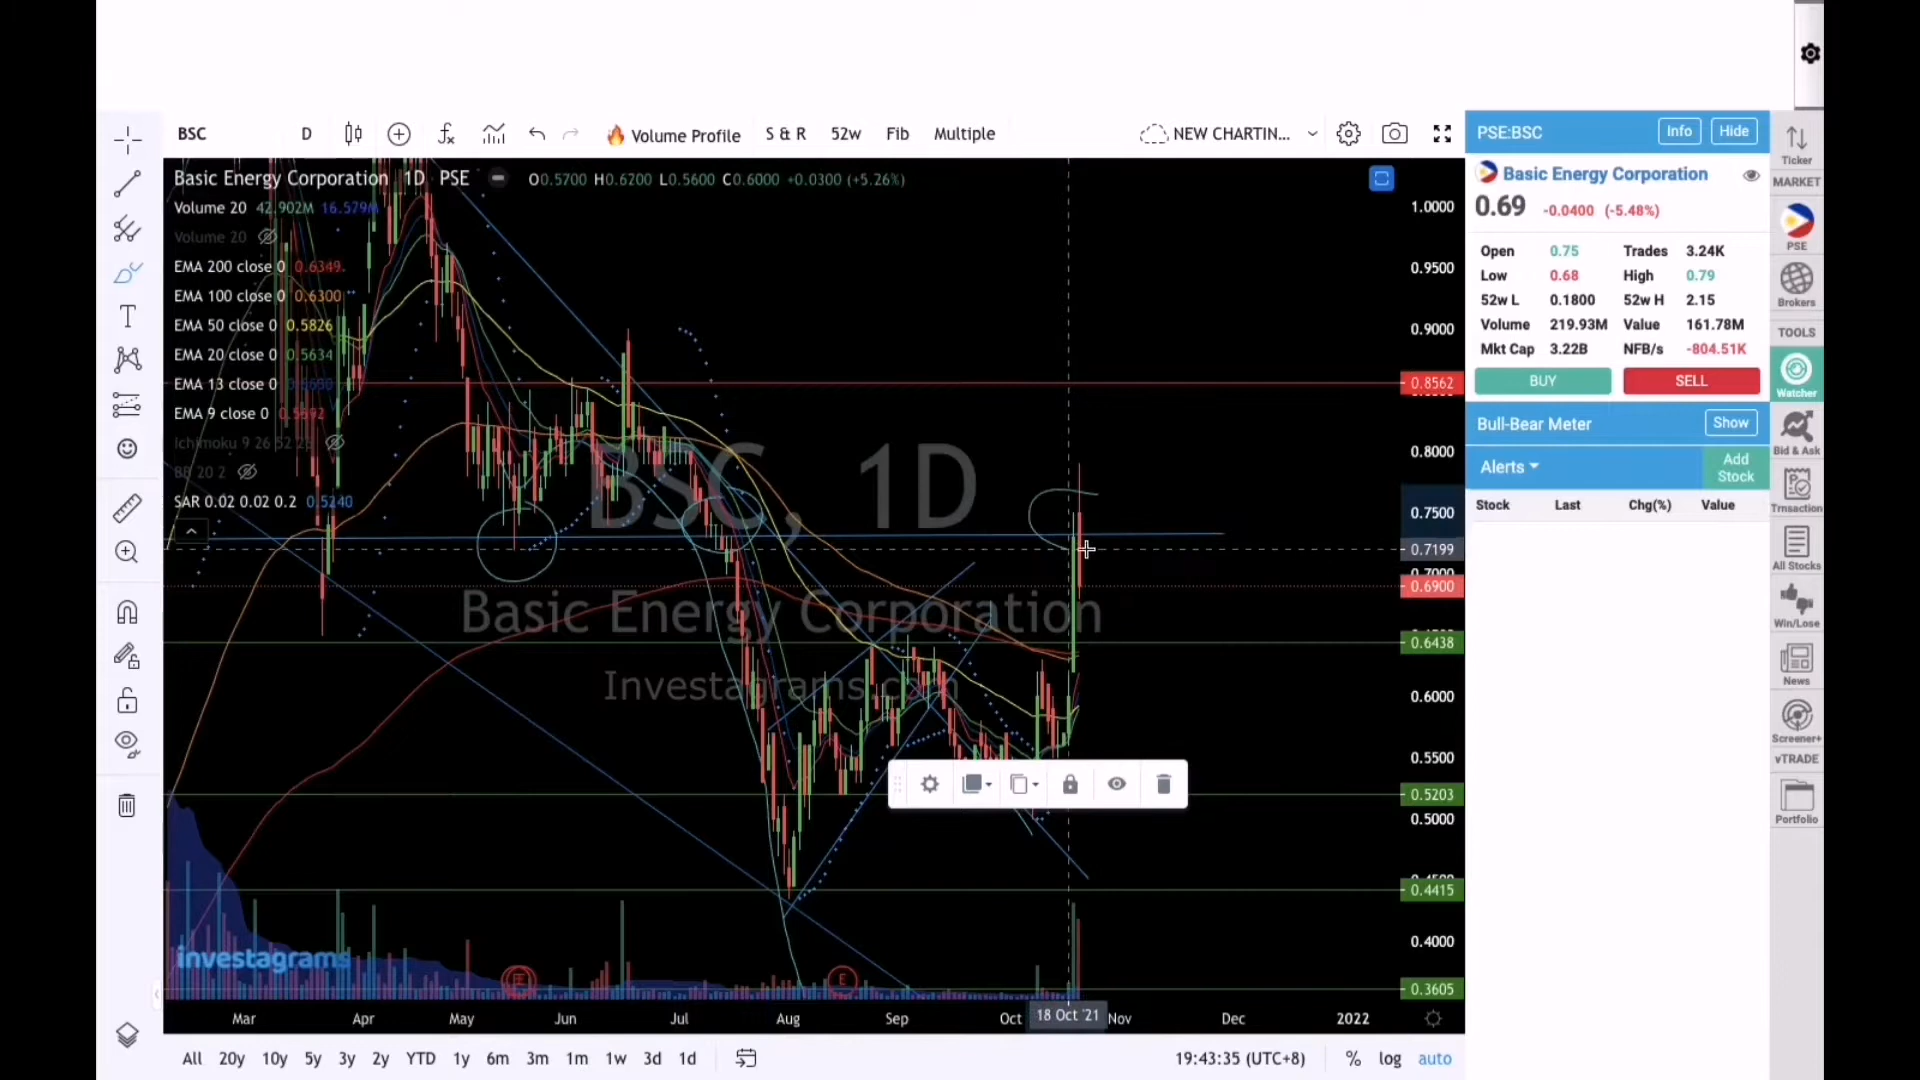 BSC D Volume Profile S & R 52w Fib Multiple NEW CHARTIN...
Basic Energy Corporation 1D PSE O0.5700 H0.6200 L0.5600 C0.6000 +0.0300 (+5.26%)
Volume 20 42.902M 16.579M
Volume 20
EMA 200 close 0 0.6349
EMA 100 close 0 0.6300
EMA 50 close 0 0.5826
EMA 20 close 0 0.5634
EMA 13 close 0
EMA 9 close 0
Ichimoku 9 26 52 26
BB 20 2
SAR 0.02 0.02 0.2 0.5240
BSC, 1D
Basic Energy Corporation
Investagrams.com
investagrams
E
E
1.0000
0.9500
0.9000
0.8562
0.8000
0.7500
0.7199
0.7000
0.6900
0.6438
0.6000
0.5500
0.5203
0.5000
0.4415
0.4000
0.3605
Mar Apr May Jun Jul Aug Sep Oct 18 Oct '21 Nov Dec 2022
All 20y 10y 5y 3y 2y YTD 1y 6m 3m 1m 1w 3d 1d 19:43:35 (UTC+8) % log auto
PSE:BSC Info Hide
Basic Energy Corporation
0.69 -0.0400 (-5.48%)
Open 0.75 Trades 3.24K
Low 0.68 High 0.79
52w L 0.1800 52w H 2.15
Volume 219.93M Value 161.78M
Mkt Cap 3.22B NFB/s -804.51K
BUY SELL
Bull-Bear Meter Show
Alerts Add Stock
Stock Last Chg(%) Value
Ticker
MARKET
PSE
Brokers
TOOLS
Watcher
Bid & Ask
Trnsaction
All Stocks
Win/Lose
News
Screener+
vTRADE
Portfolio